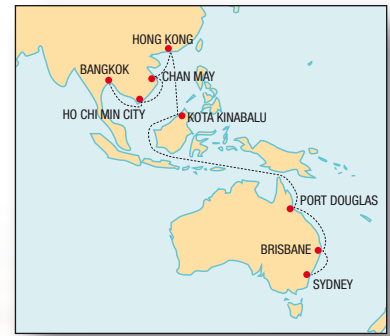 HONG KONG
BANGKOK
CHAN MAY
HO CHI MIN CITY
KOTA KINABALU
PORT DOUGLAS
BRISBANE
SYDNEY